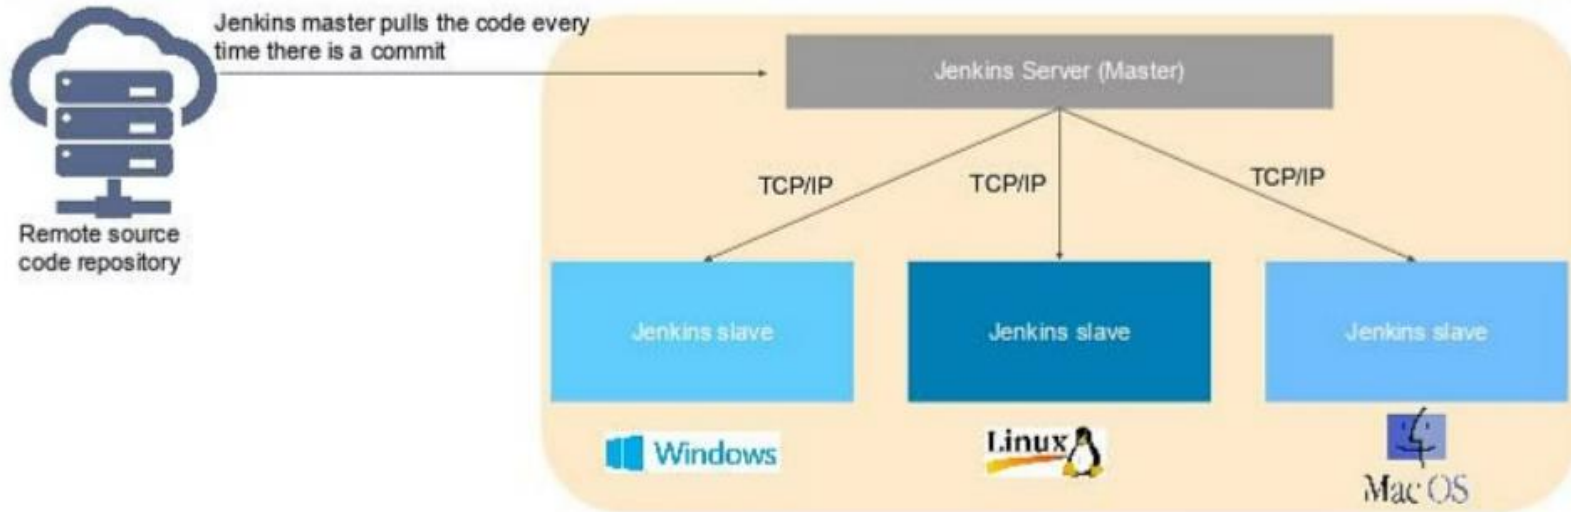 Jenkins master pulls the code every
time there is a commit
Jenkins Server (Master)
TCP/IP
TCP/IP
TCP/IP
Remote source
code repository
Jenkins slave
Jenkins slave
Jenkins slave
Windows
Linux
Mac OS